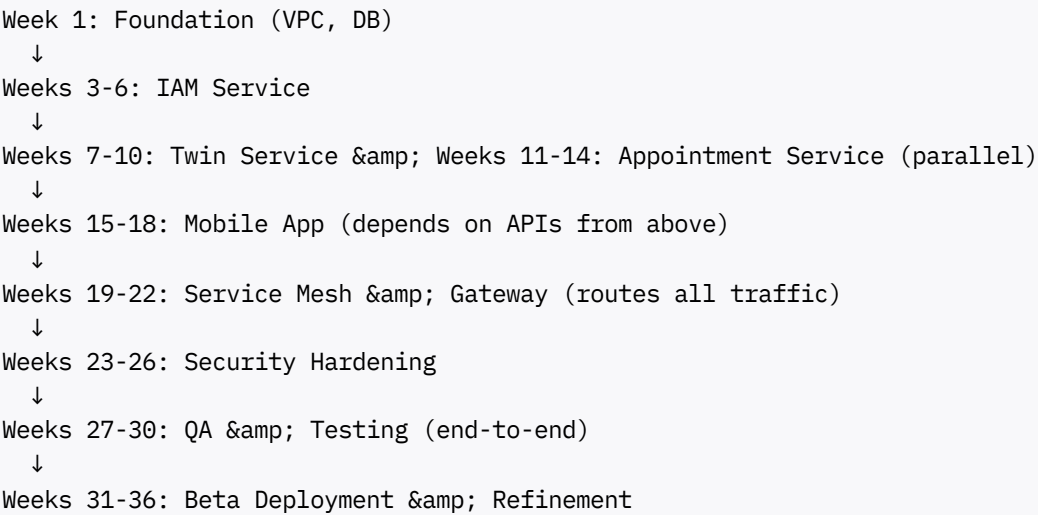 Week 1: Foundation (VPC, DB)
↓
Weeks 3-6: IAM Service
↓
Weeks 7-10: Twin Service &amp; Weeks 11-14: Appointment Service (parallel)
↓
Weeks 15-18: Mobile App (depends on APIs from above)
↓
Weeks 19-22: Service Mesh &amp; Gateway (routes all traffic)
↓
Weeks 23-26: Security Hardening
↓
Weeks 27-30: QA &amp; Testing (end-to-end)
↓
Weeks 31-36: Beta Deployment &amp; Refinement